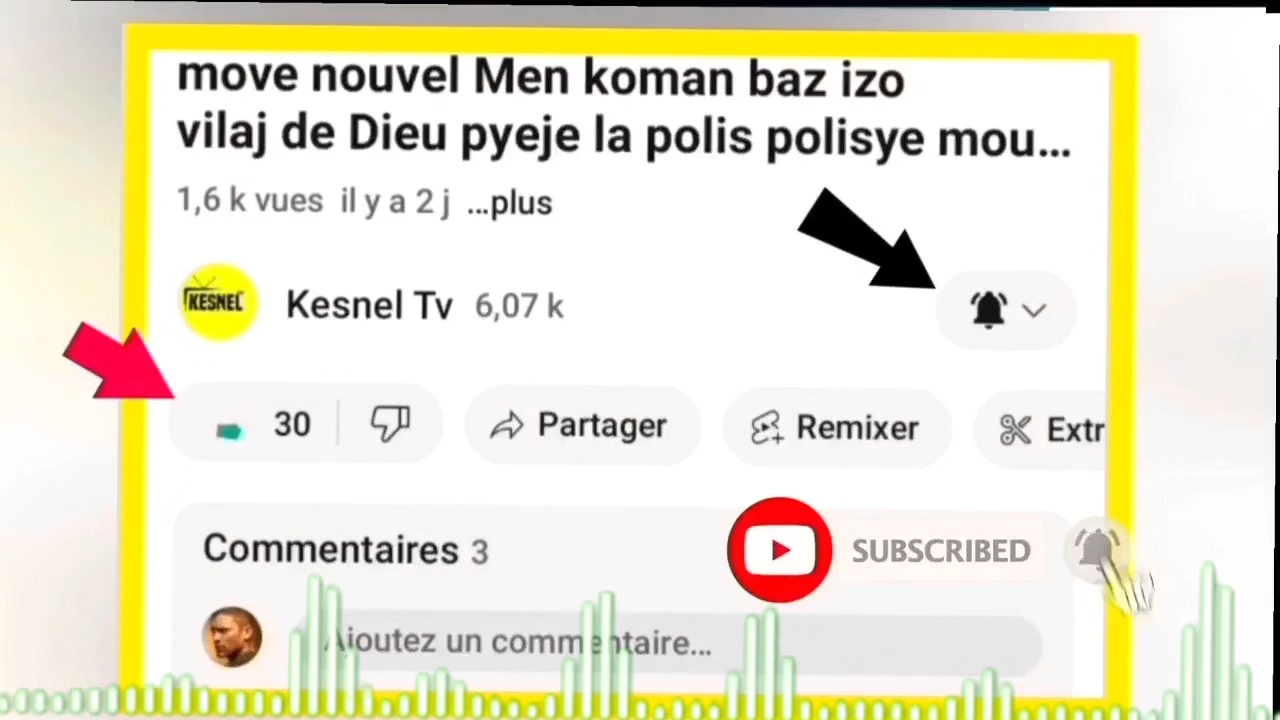 move nouvel Men koman baz izo
vilaj de Dieu pyeje la polis polisye mou...
1,6 k vues il y a 2 j ...plus
KESNEL
Kesnel Tv 6,07 k
30
Partager
Remixer
Extr
Commentaires 3
SUBSCRIBED
Ajoutez un commentaire...